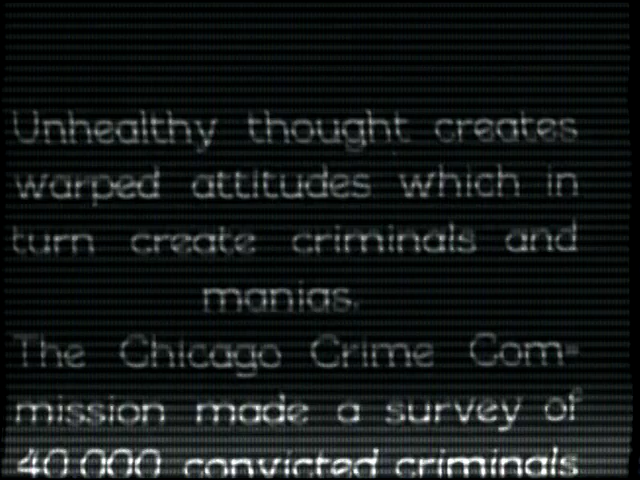 Unhealthy thought creates
warped attitudes which in
turn create criminals and
manias.
The Chicago Crime Com-
mission made a survey of
40,000 convicted criminals